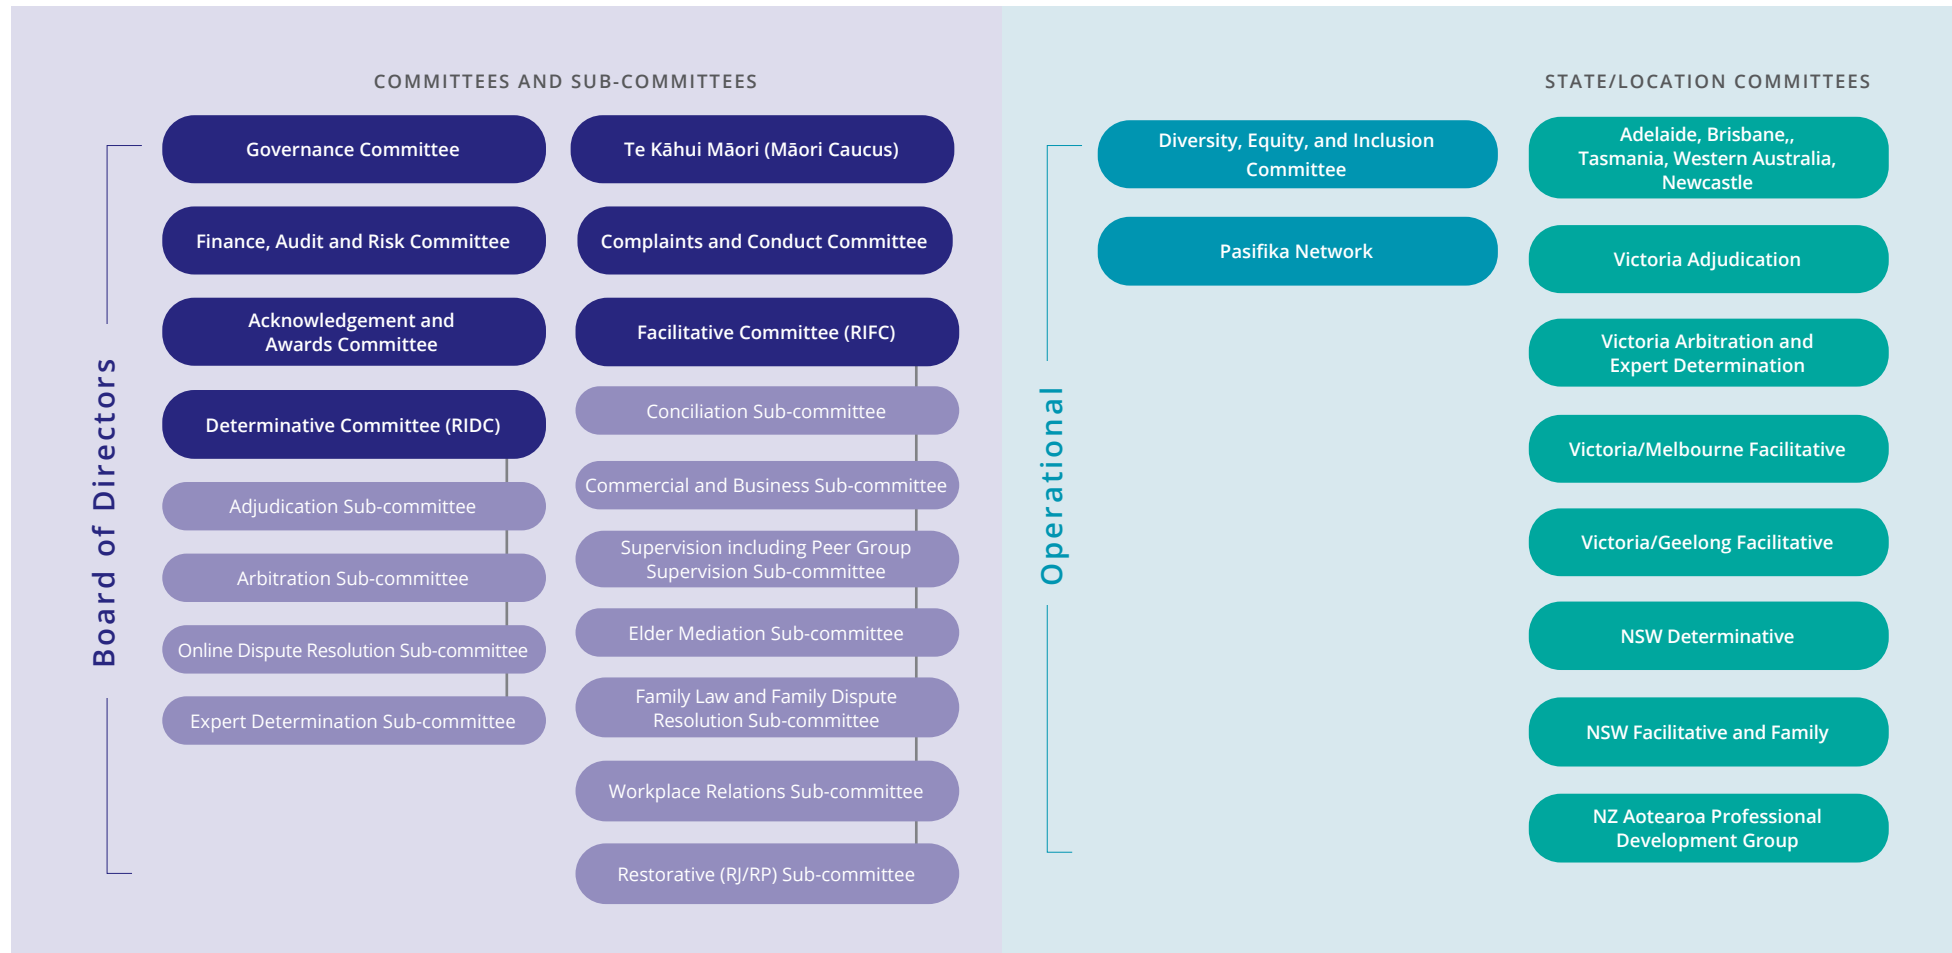 COMMITTEES AND SUB-COMMITTEES
Board of Directors
Governance Committee
Finance, Audit and Risk Committee
Acknowledgement and
Awards Committee
Determinative Committee (RIDC)
Adjudication Sub-committee
Arbitration Sub-committee
Online Dispute Resolution Sub-committee
Expert Determination Sub-committee
Te Kāhui Māori (Māori Caucus)
Complaints and Conduct Committee
Facilitative Committee (RIFC)
Conciliation Sub-committee
Commercial and Business Sub-committee
Supervision including Peer Group
Supervision Sub-committee
Elder Mediation Sub-committee
Family Law and Family Dispute
Resolution Sub-committee
Workplace Relations Sub-committee
Restorative (RJ/RP) Sub-committee
Operational
Diversity, Equity, and Inclusion
Committee
Pasifika Network
STATE/LOCATION COMMITTEES
Adelaide, Brisbane,,
Tasmania, Western Australia,
Newcastle
Victoria Adjudication
Victoria Arbitration and
Expert Determination
Victoria/Melbourne Facilitative
Victoria/Geelong Facilitative
NSW Determinative
NSW Facilitative and Family
NZ Aotearoa Professional
Development Group